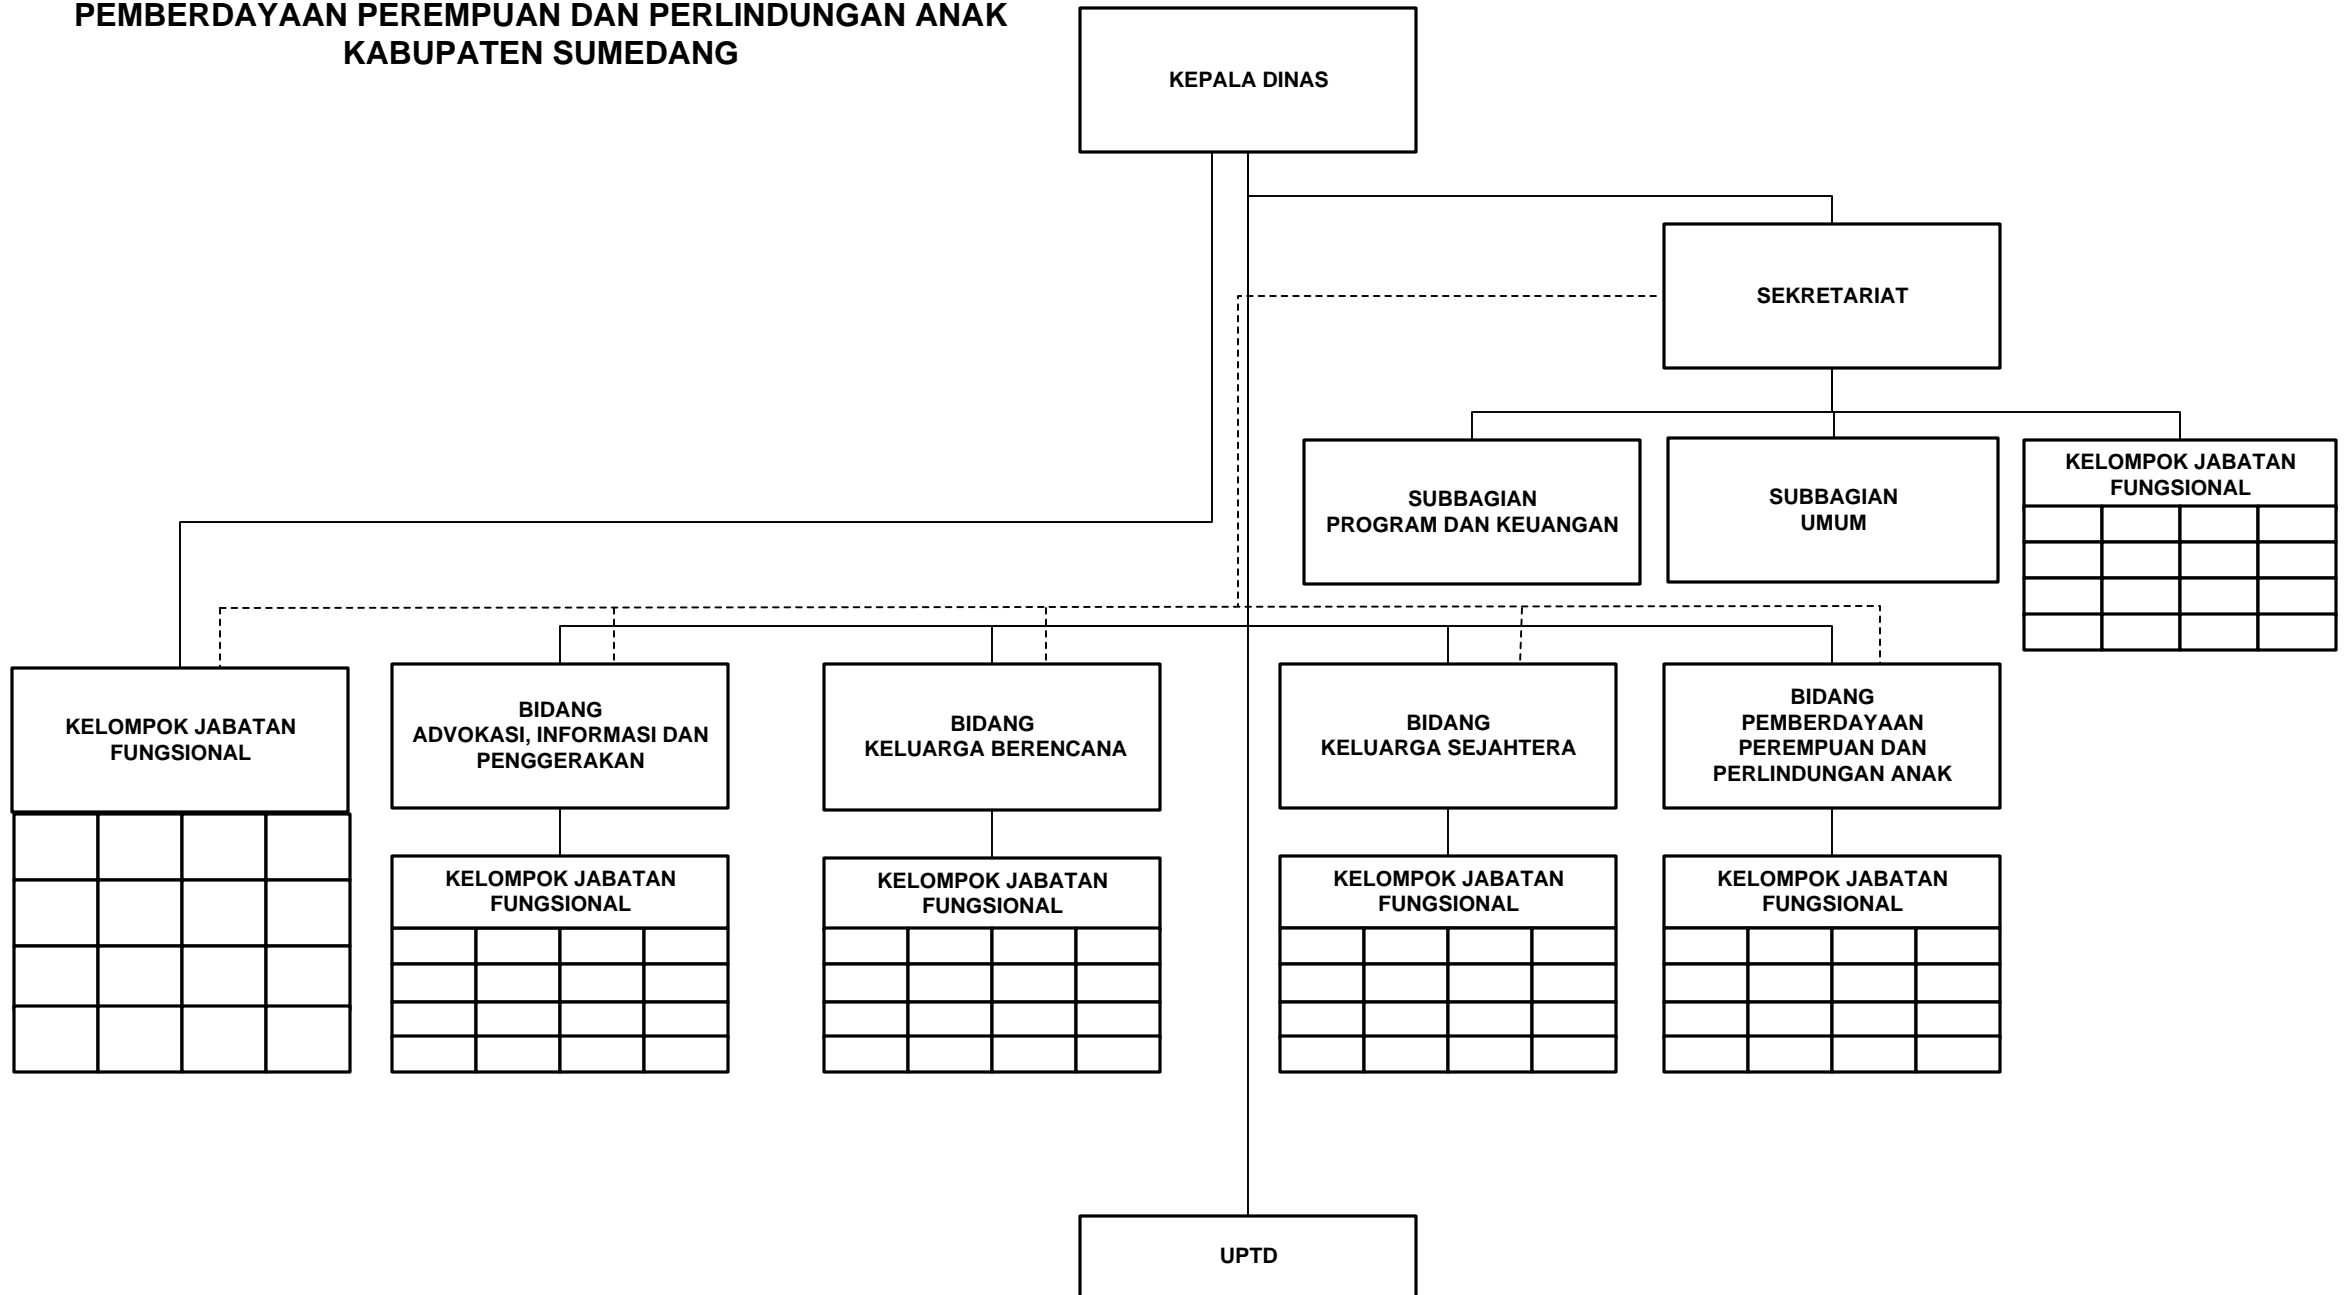 PEMBERDAYAAN PEREMPUAN DAN PERLINDUNGAN ANAK
KABUPATEN SUMEDANG
KEPALA DINAS
SEKRETARIAT
SUBBAGIAN
PROGRAM DAN KEUANGAN
SUBBAGIAN
UMUM
KELOMPOK JABATAN
FUNGSIONAL
KELOMPOK JABATAN
FUNGSIONAL
BIDANG
ADVOKASI, INFORMASI DAN
PENGGERAKAN
BIDANG
KELUARGA BERENCANA
BIDANG
KELUARGA SEJAHTERA
BIDANG
PEMBERDAYAAN
PEREMPUAN DAN
PERLINDUNGAN ANAK
KELOMPOK JABATAN
FUNGSIONAL
KELOMPOK JABATAN
FUNGSIONAL
KELOMPOK JABATAN
FUNGSIONAL
KELOMPOK JABATAN
FUNGSIONAL
UPTD